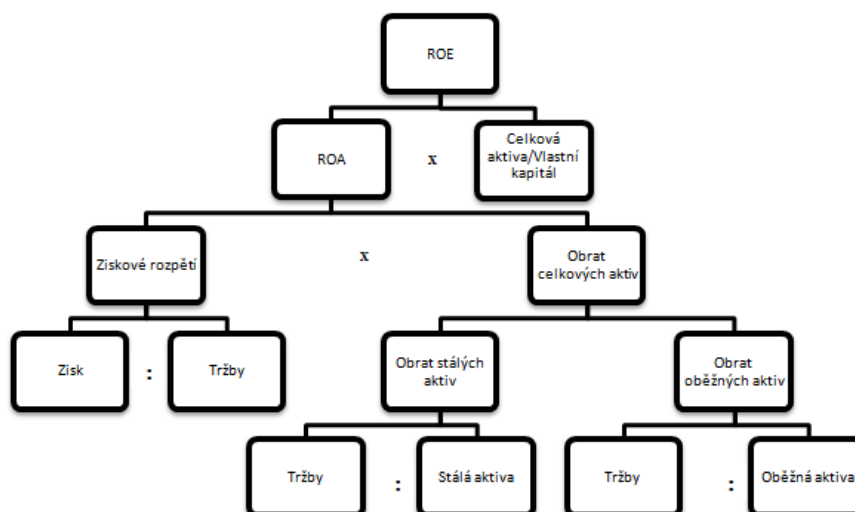 ROE
ROA
x
Celková
aktiva/Vlastní
kapitál
Ziskové rozpětí
x
Obrat
celkových aktiv
Zisk
:
Tržby
Obrat stálých
aktiv
Obrat
oběžných aktiv
Tržby
:
Stálá aktiva
Tržby
:
Oběžná aktiva